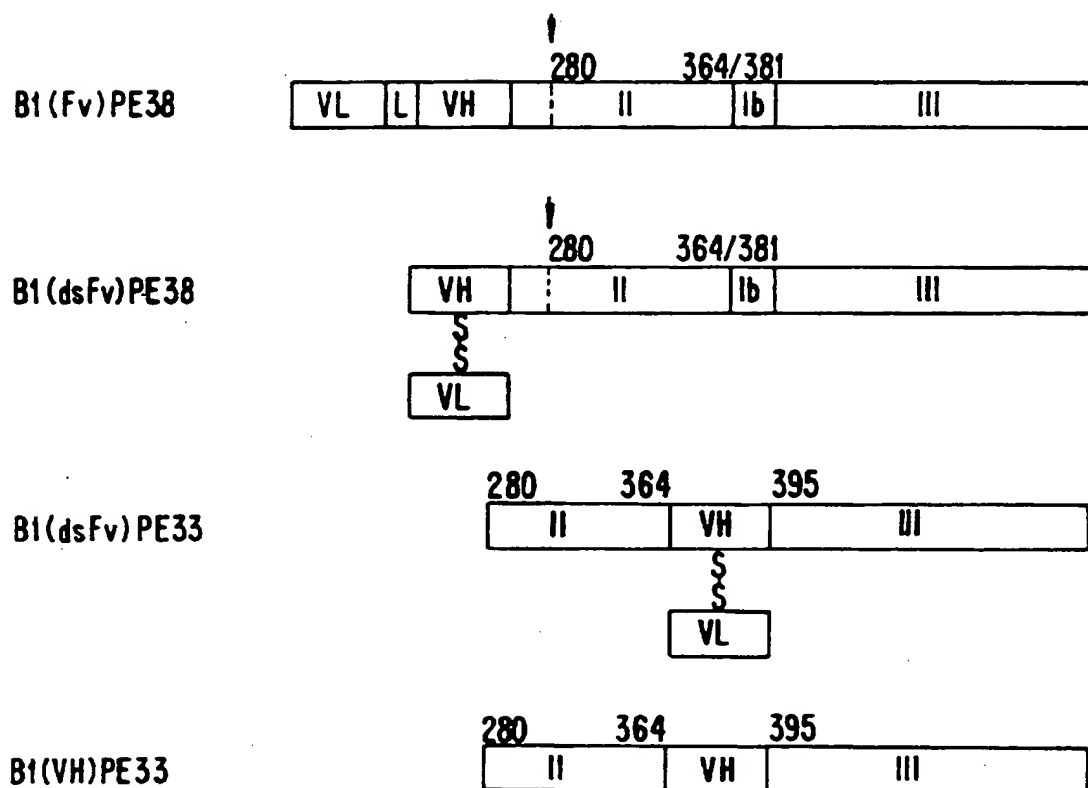 280 364/381
B1(Fv)PE38 VL L VH II Ib III
280 364/381
B1(dsFv)PE38 VH II Ib III
S
S
VL
280 364 395
B1(dsFv)PE33 II VH III
S
S
VL
280 364 395
B1(VH)PE33 II VH III